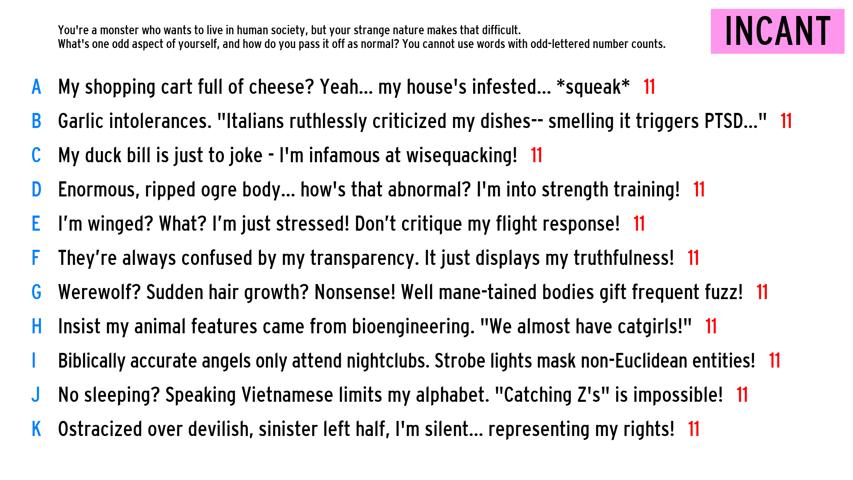 You're a monster who wants to live in human society, but your strange nature makes that difficult.
What's one odd aspect of yourself, and how do you pass it off as normal? You cannot use words with odd-lettered number counts.
INCANT
A My shopping cart full of cheese? Yeah... my house's infested... *squeak* 11
B Garlic intolerances. "Italians ruthlessly criticized my dishes-- smelling it triggers PTSD..." 11
C My duck bill is just to joke - I'm infamous at wisequacking! 11
D Enormous, ripped ogre body... how's that abnormal? I'm into strength training! 11
E I’m winged? What? I’m just stressed! Don’t critique my flight response! 11
F They’re always confused by my transparency. It just displays my truthfulness! 11
G Werewolf? Sudden hair growth? Nonsense! Well mane-tained bodies gift frequent fuzz! 11
H Insist my animal features came from bioengineering. "We almost have catgirls!" 11
I Biblically accurate angels only attend nightclubs. Strobe lights mask non-Euclidean entities! 11
J No sleeping? Speaking Vietnamese limits my alphabet. "Catching Z's" is impossible! 11
K Ostracized over devilish, sinister left half, I'm silent... representing my rights! 11